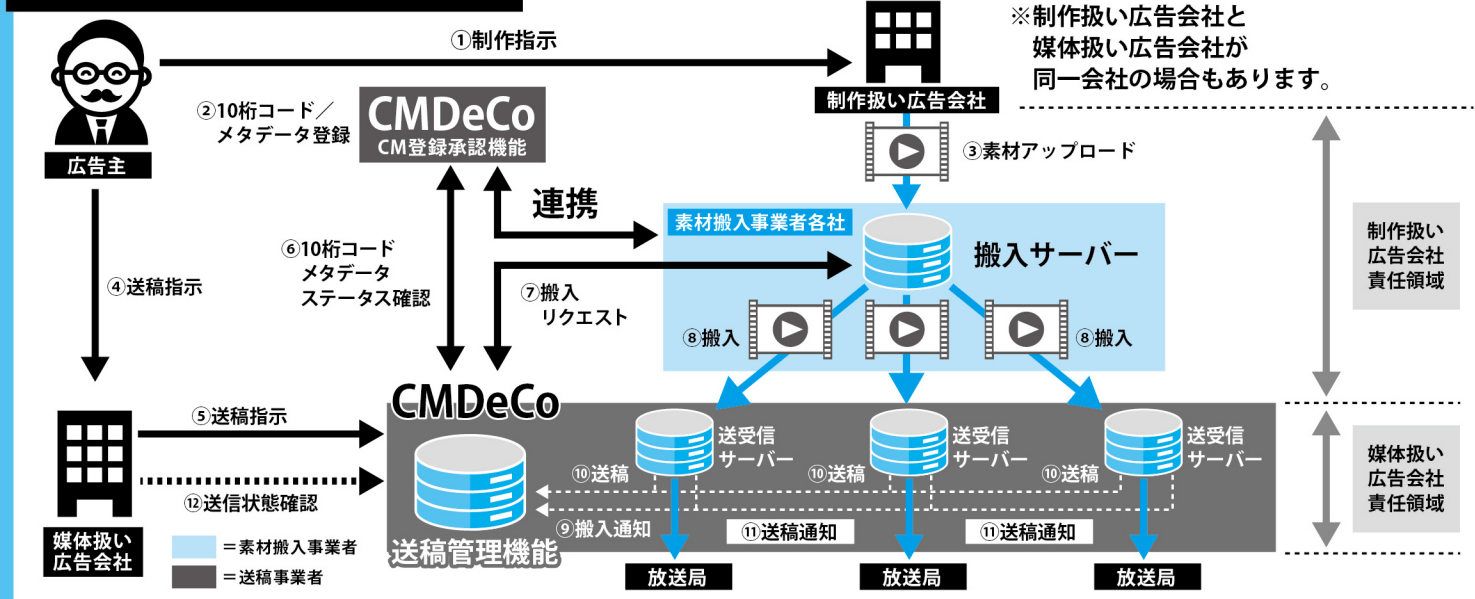 ①制作指示
※制作扱い広告会社と
媒体扱い広告会社が
同一会社の場合もあります。
制作扱い広告会社
②10桁コード／
メタデータ登録
CMDeCo
CM登録承認機能
広告主
③素材アップロード
連携
素材搬入事業者各社
搬入サーバー
制作扱い
広告会社
責任領域
④送稿指示
⑥10桁コード
メタデータ
ステータス確認
⑦搬入
リクエスト
⑧搬入
⑧搬入
CMDeCo
⑤送稿指示
送受信
サーバー
送受信
サーバー
送受信
サーバー
⑩送稿
⑩送稿
⑩送稿
媒体扱い
広告会社
責任領域
⑫送信状態確認
⑨搬入通知
⑪送稿通知
⑪送稿通知
媒体扱い
広告会社
送稿管理機能
＝素材搬入事業者
＝送稿事業者
放送局
放送局
放送局